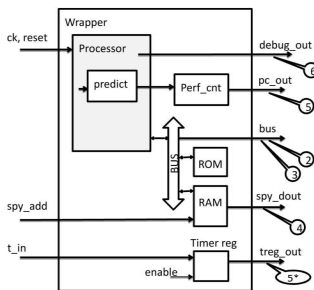 Wrapper
ck, reset
Processor
debug_out
6
predict
Perf_cnt
pc_out
5
BUS
bus
2
3
ROM
spy_add
RAM
spy_dout
4
t_in
Timer reg
treg_out
enable
5*